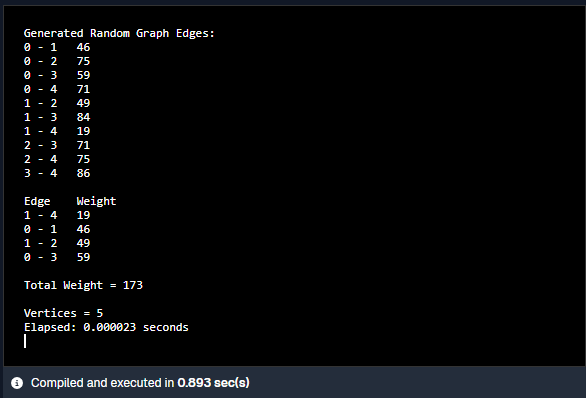 Generated Random Graph Edges:
0 - 1   46
0 - 2   75
0 - 3   59
0 - 4   71
1 - 2   49
1 - 3   84
1 - 4   19
2 - 3   71
2 - 4   75
3 - 4   86
Edge    Weight
1 - 4   19
0 - 1   46
1 - 2   49
0 - 3   59
Total Weight = 173
Vertices = 5
Elapsed: 0.000023 seconds
Compiled and executed in 0.893 sec(s)